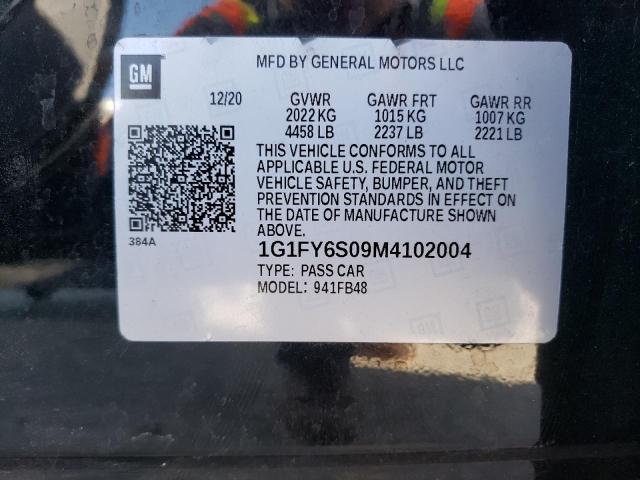 GM
MFD BY GENERAL MOTORS LLC
12/20 GVWR GAWR FRT GAWR RR
2022 KG 1015 KG 1007 KG
4458 LB 2237 LB 2221 LB
THIS VEHICLE CONFORMS TO ALL
APPLICABLE U.S. FEDERAL MOTOR
VEHICLE SAFETY, BUMPER, AND THEFT
PREVENTION STANDARDS IN EFFECT ON
THE DATE OF MANUFACTURE SHOWN
ABOVE.
384A
1G1FY6S09M4102004
TYPE: PASS CAR
MODEL: 941FB48